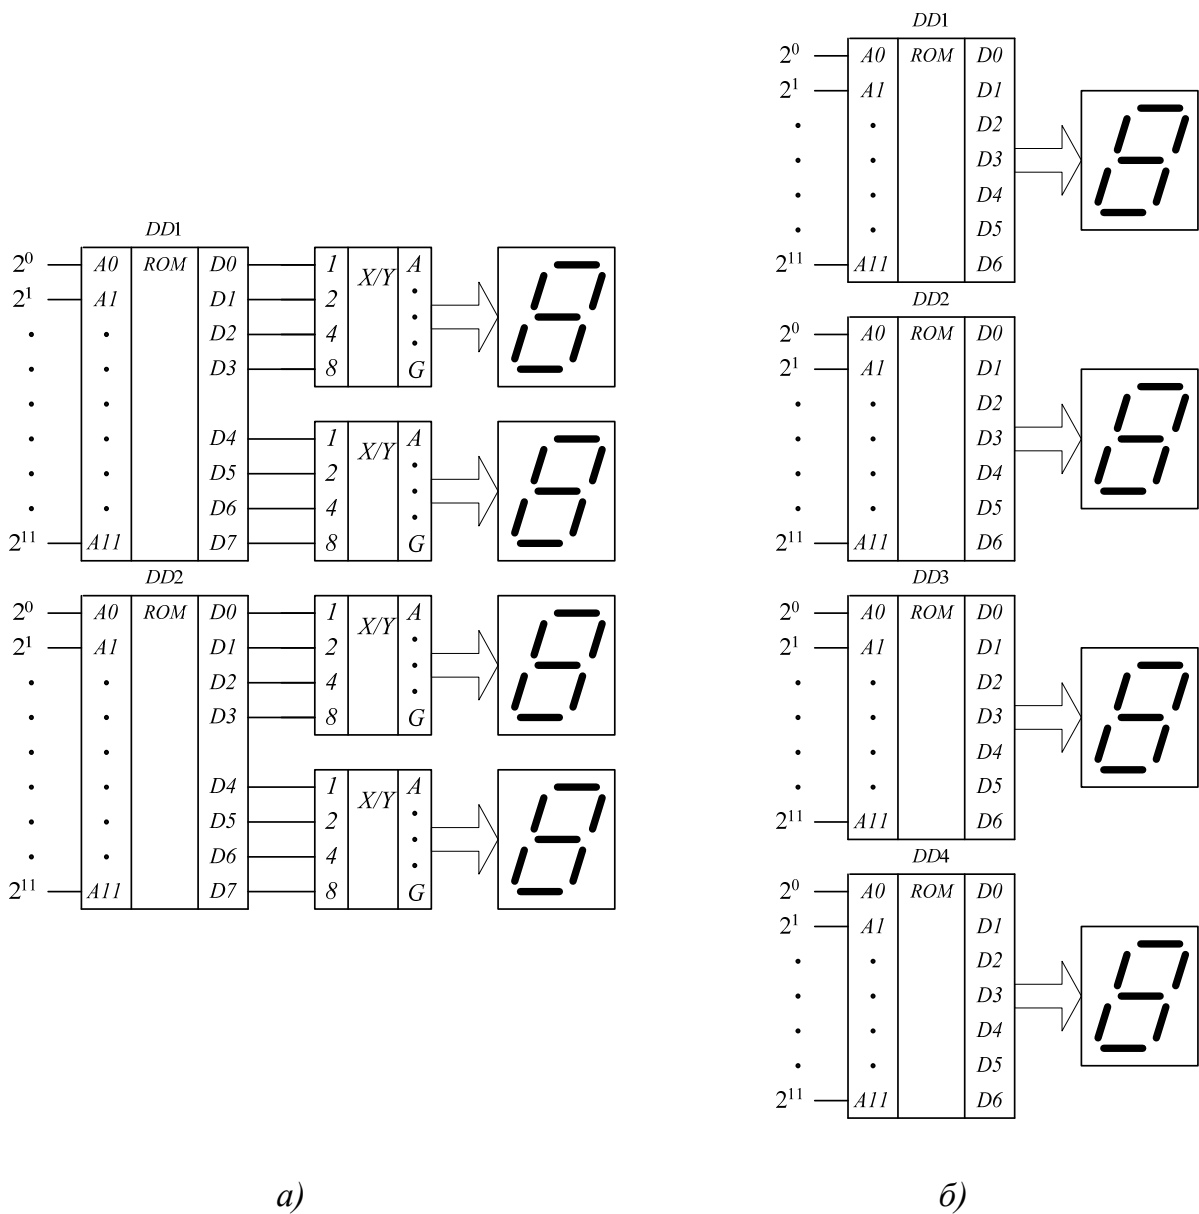 DD1
2⁰ A0 ROM D0 1 X/Y A
2¹ A1 D1 2
D2 4
D3 8 G
D4 1 X/Y A
D5 2
D6 4
2¹¹ A11 D7 8 G
DD2
2⁰ A0 ROM D0 1 X/Y A
2¹ A1 D1 2
D2 4
D3 8 G
D4 1 X/Y A
D5 2
D6 4
2¹¹ A11 D7 8 G
а)
DD1
2⁰ A0 ROM D0
2¹ A1 D1
D2
D3
D4
D5
2¹¹ A11 D6
DD2
2⁰ A0 ROM D0
2¹ A1 D1
D2
D3
D4
D5
2¹¹ A11 D6
DD3
2⁰ A0 ROM D0
2¹ A1 D1
D2
D3
D4
D5
2¹¹ A11 D6
DD4
2⁰ A0 ROM D0
2¹ A1 D1
D2
D3
D4
D5
2¹¹ A11 D6
б)